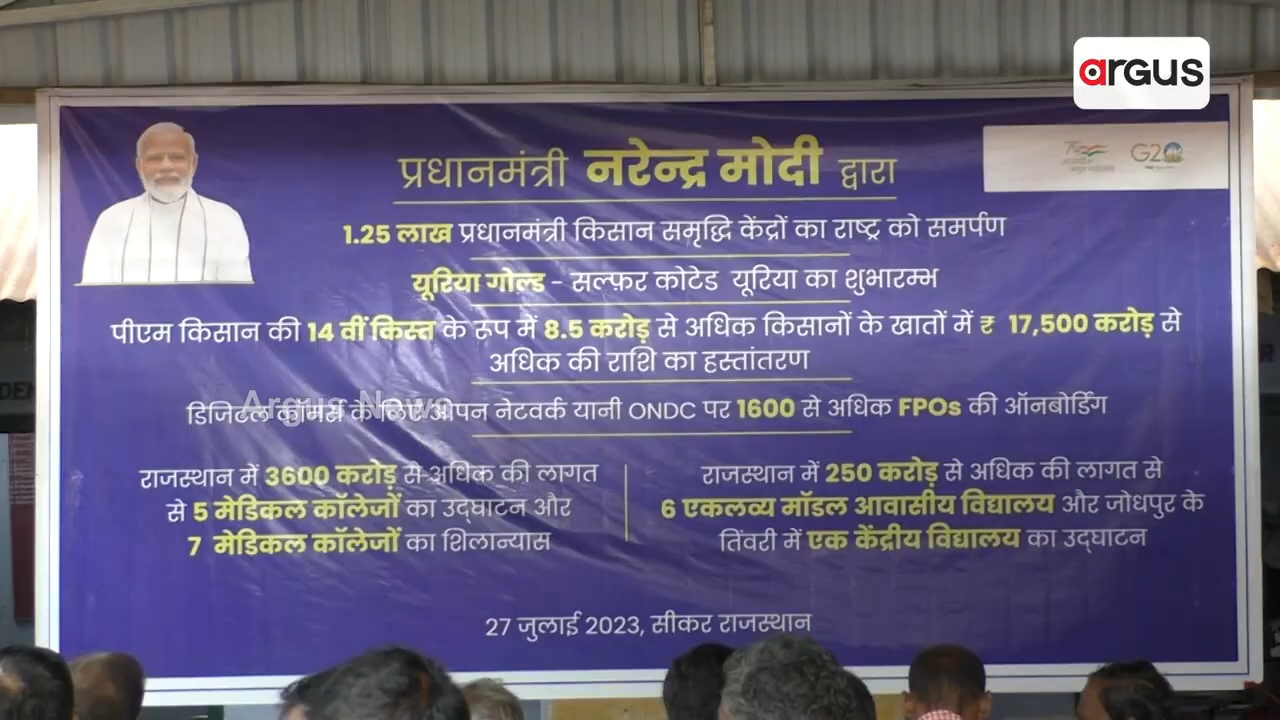 argus
G20
प्रधानमंत्री नरेन्द्र मोदी द्वारा
1.25 लाख प्रधानमंत्री किसान समृद्धि केंद्रों का राष्ट्र को समर्पण
यूरिया गोल्ड - सल्फ़र कोटेड यूरिया का शुभारम्भ
पीएम किसान की 14 वीं किस्त के रूप में 8.5 करोड़ से अधिक किसानों के खातों में ₹ 17,500 करोड़ से
अधिक की राशि का हस्तांतरण
Argus News
डिजिटल कॉमर्स के लिए ओपन नेटवर्क यानी ONDC पर 1600 से अधिक FPOs की ऑनबोर्डिंग
राजस्थान में 3600 करोड़ से अधिक की लागत
से 5 मेडिकल कॉलेजों का उद्घाटन और
7 मेडिकल कॉलेजों का शिलान्यास
राजस्थान में 250 करोड़ से अधिक की लागत से
6 एकलव्य मॉडल आवासीय विद्यालय और जोधपुर के
तिंवरी में एक केंद्रीय विद्यालय का उद्घाटन
27 जुलाई 2023, सीकर राजस्थान